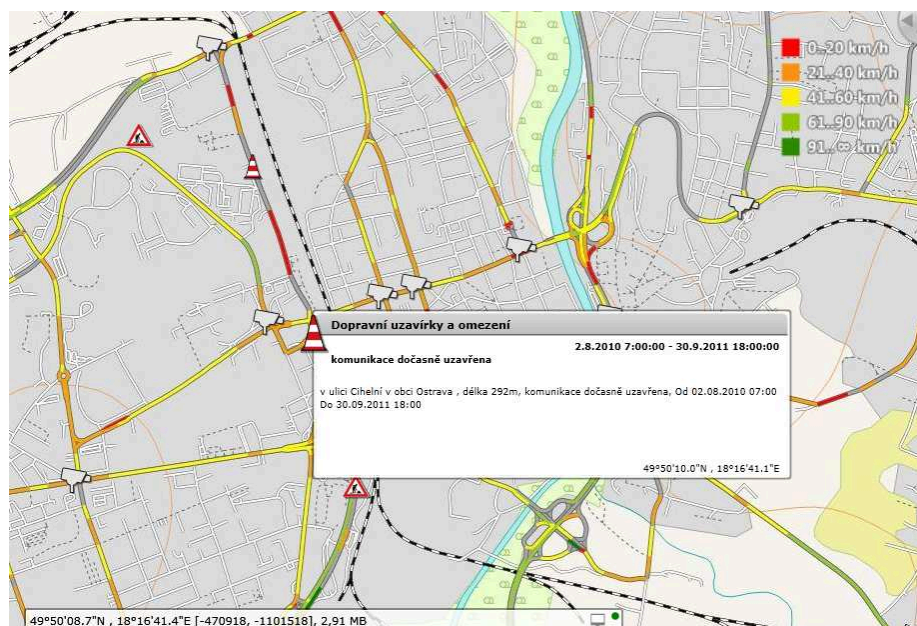 0..20 km/h
21..40 km/h
41..60 km/h
61..90 km/h
91..∞ km/h
Dopravní uzavírky a omezení
2.8.2010 7:00:00 - 30.9.2011 18:00:00
komunikace dočasně uzavřena
v ulici Cihelní v obci Ostrava , délka 292m, komunikace dočasně uzavřena, Od 02.08.2010 07:00
Do 30.09.2011 18:00
49°50'10.0"N , 18°16'41.1"E
49°50'08.7"N , 18°16'41.4"E [-470918, -1101518], 2,91 MB